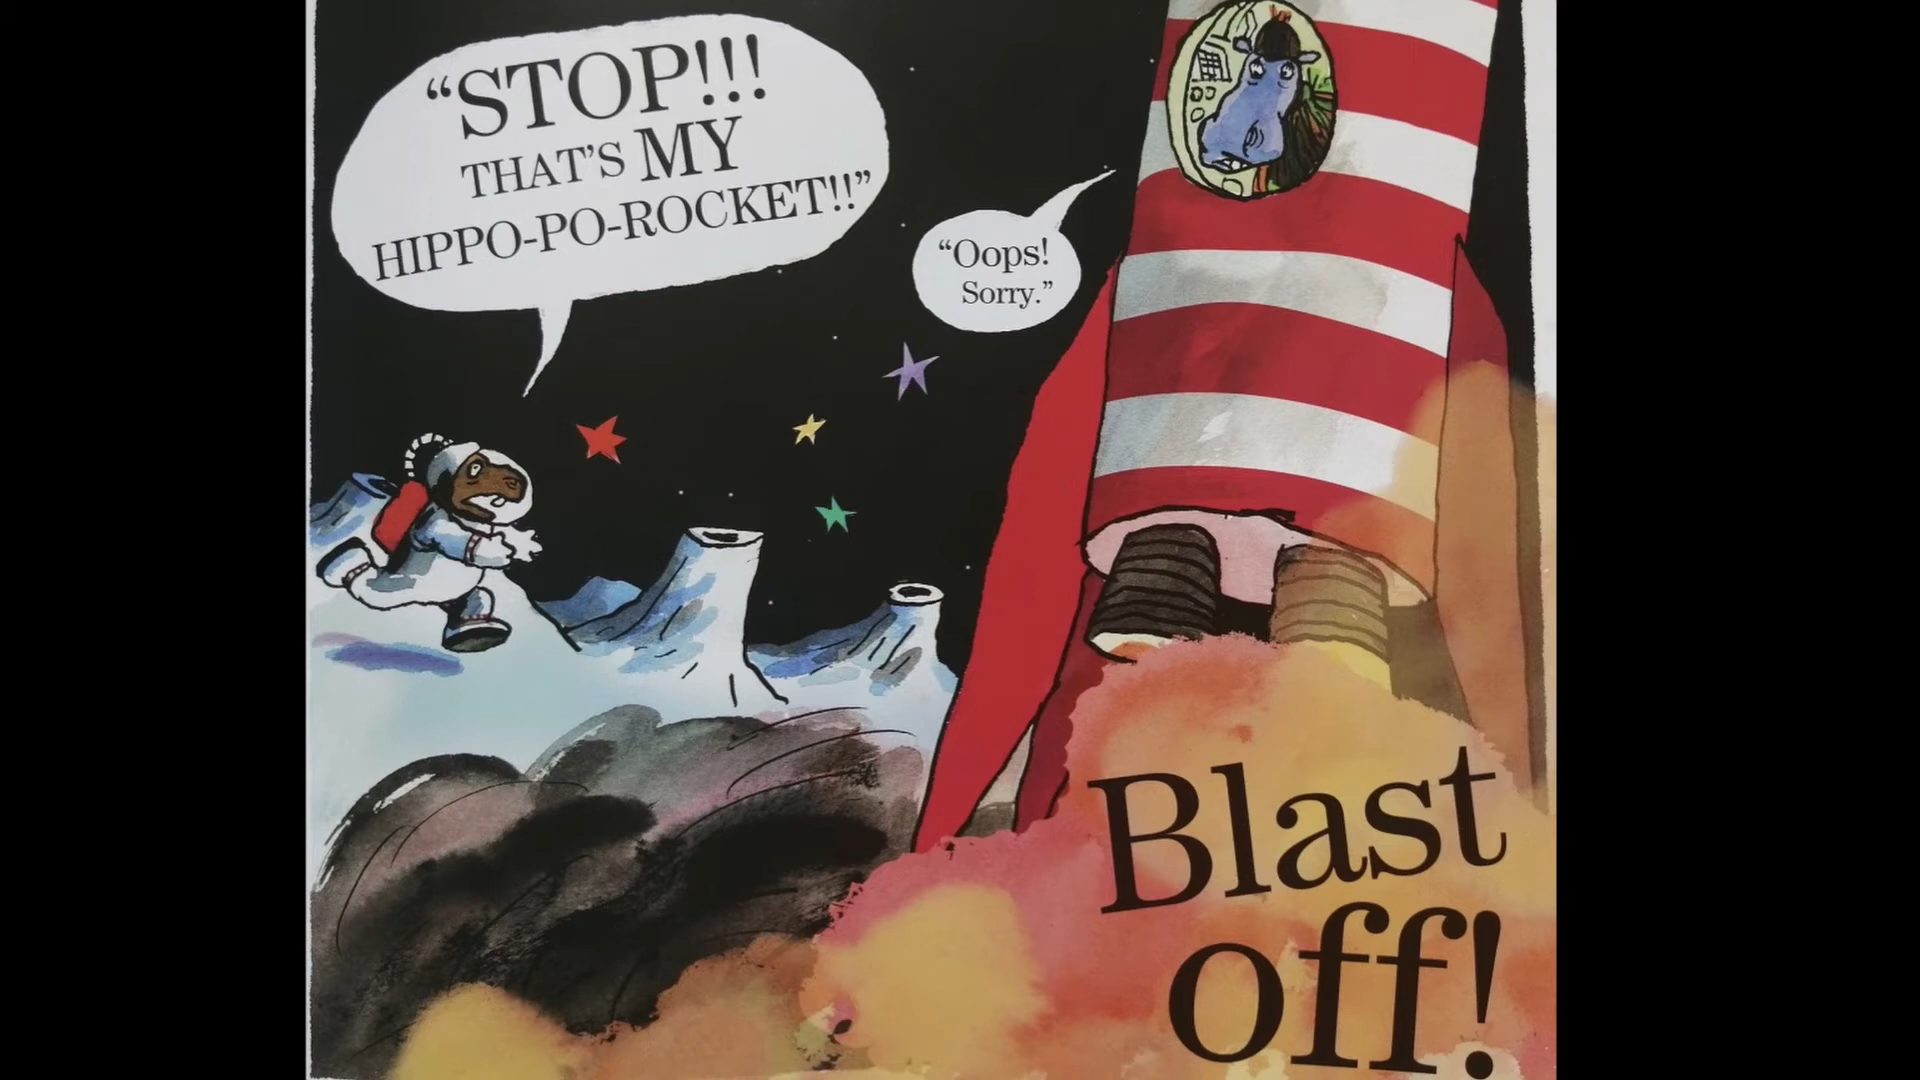 “STOP!!!
THAT’S MY
HIPPO-PO-ROCKET!!”
“Oops!
Sorry.”
Blast
off!